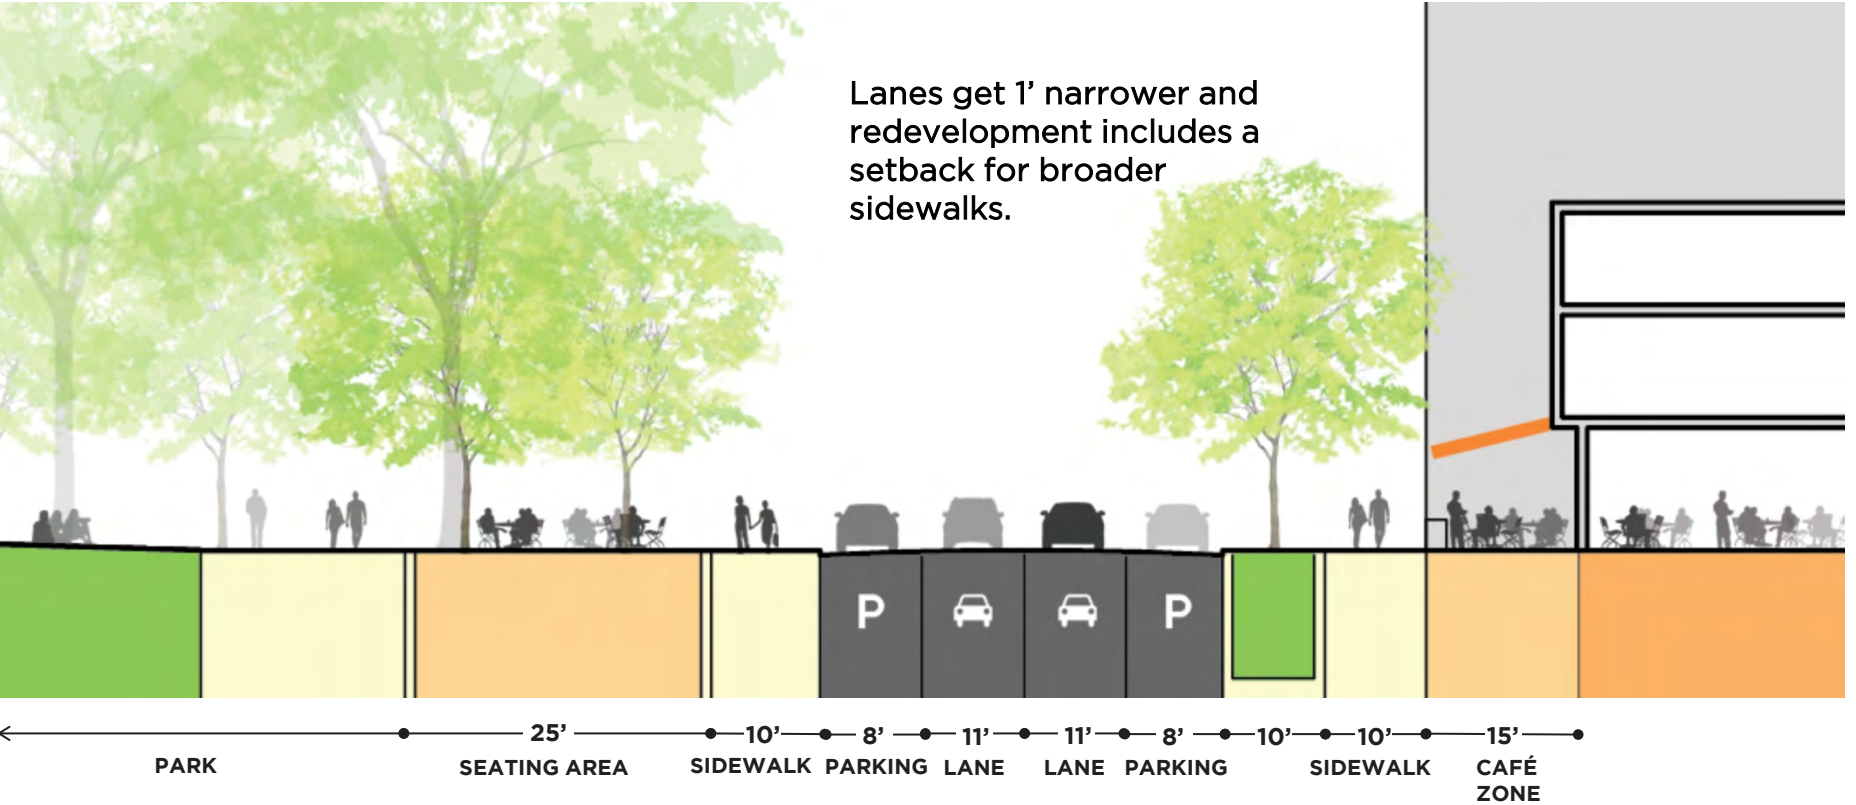 Lanes get 1’ narrower and
redevelopment includes a
setback for broader
sidewalks.
P
P
25’
10’
8’
11’
11’
8’
10’
10’
15’
PARK
SEATING AREA
SIDEWALK
PARKING
LANE
LANE
PARKING
SIDEWALK
CAFÉ
ZONE